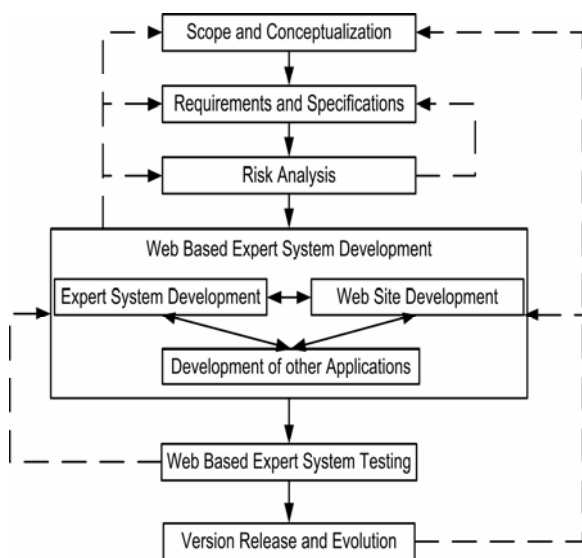 Scope and Conceptualization
Requirements and Specifications
Risk Analysis
Web Based Expert System Development
Expert System Development
Web Site Development
Development of other Applications
Web Based Expert System Testing
Version Release and Evolution